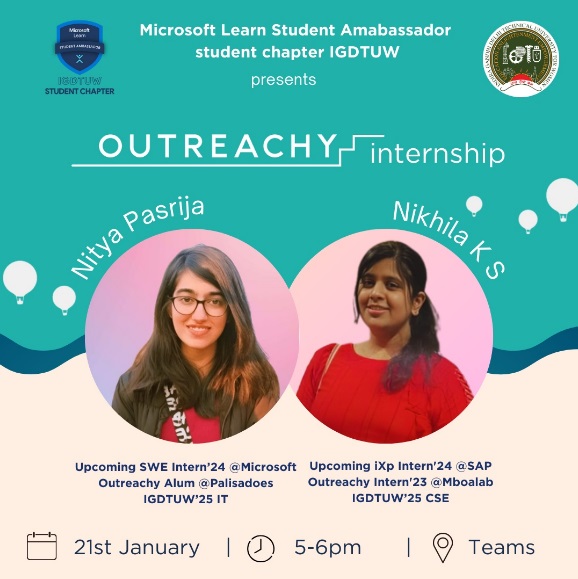 Microsoft
Learn
STUDENT AMBASSADOR
IGDTUW
STUDENT CHAPTER
Microsoft Learn Student Amabassador
student chapter IGDTUW
presents
OUTREACHY internship
Nitya Pasrija
Nikhila K S
Upcoming SWE Intern'24 @Microsoft
Outreachy Alum @Palisadoes
IGDTUW'25 IT
Upcoming iXp Intern'24 @SAP
Outreachy Intern'23 @Mboalab
IGDTUW'25 CSE
21st January | 5-6pm | Teams